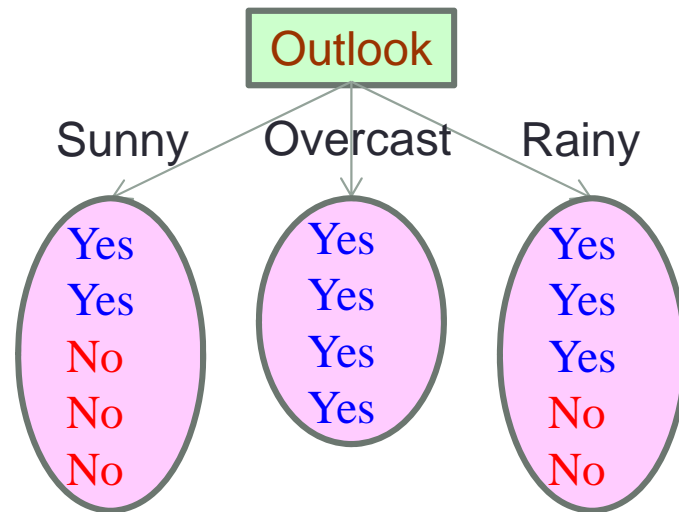 Outlook
Sunny Overcast Rainy
Yes
Yes
No
No
No
Yes
Yes
Yes
Yes
Yes
Yes
Yes
No
No